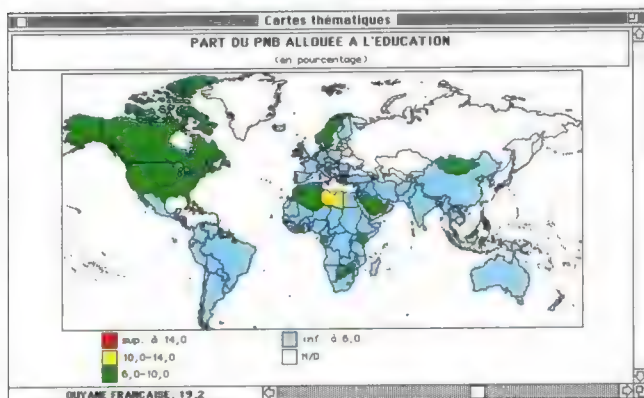 Cartes thématiques
PART DU PNB ALLOUEE A L'EDUCATION
(en pourcentage)
sup. à 14,0
10,0-14,0
6,0-10,0
inf à 6,0
N/D
GUYANE FRANCAISE, 19,2